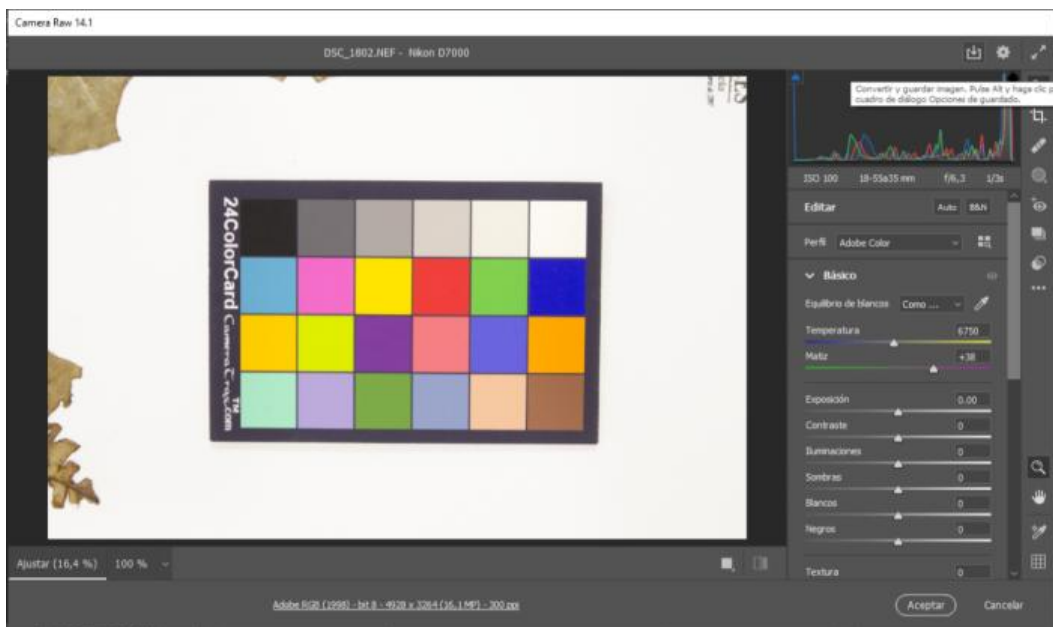 Camera Raw 14.1
DSC_1802.NEF - Nikon D7000
Convertir y guardar imagen. Pulse Alt y haga clic p
cuadro de diálogo Opciones de guardado.
ISO 100 18-55a35 mm f/6,3 1/3s
Editar Auto B&N
Perfil Adobe Color
Básico
Equilibrio de blancos Como ...
Temperatura 6750
Matiz +38
Exposición 0.00
Contraste 0
Iluminaciones 0
Sombras 0
Blancos 0
Negros 0
Textura 0
24ColorCard CameraTrax.com™
Ajustar (16,4 %) 100 %
Adobe RGB (1998) - bit 8 - 4928 x 3264 (16,1 MP) - 300 ppi
Aceptar Cancelar